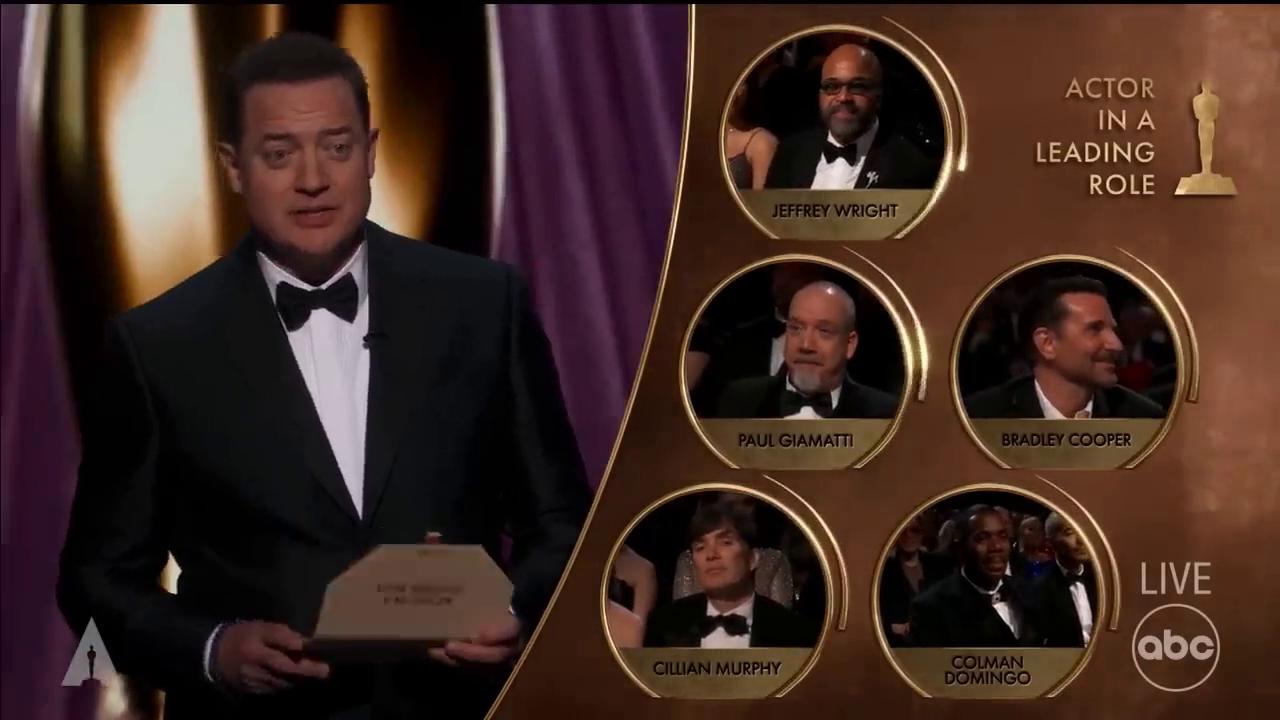 ACTOR
IN A
LEADING
ROLE
JEFFREY WRIGHT
PAUL GIAMATTI
BRADLEY COOPER
CILLIAN MURPHY
COLMAN
DOMINGO
LIVE
abc